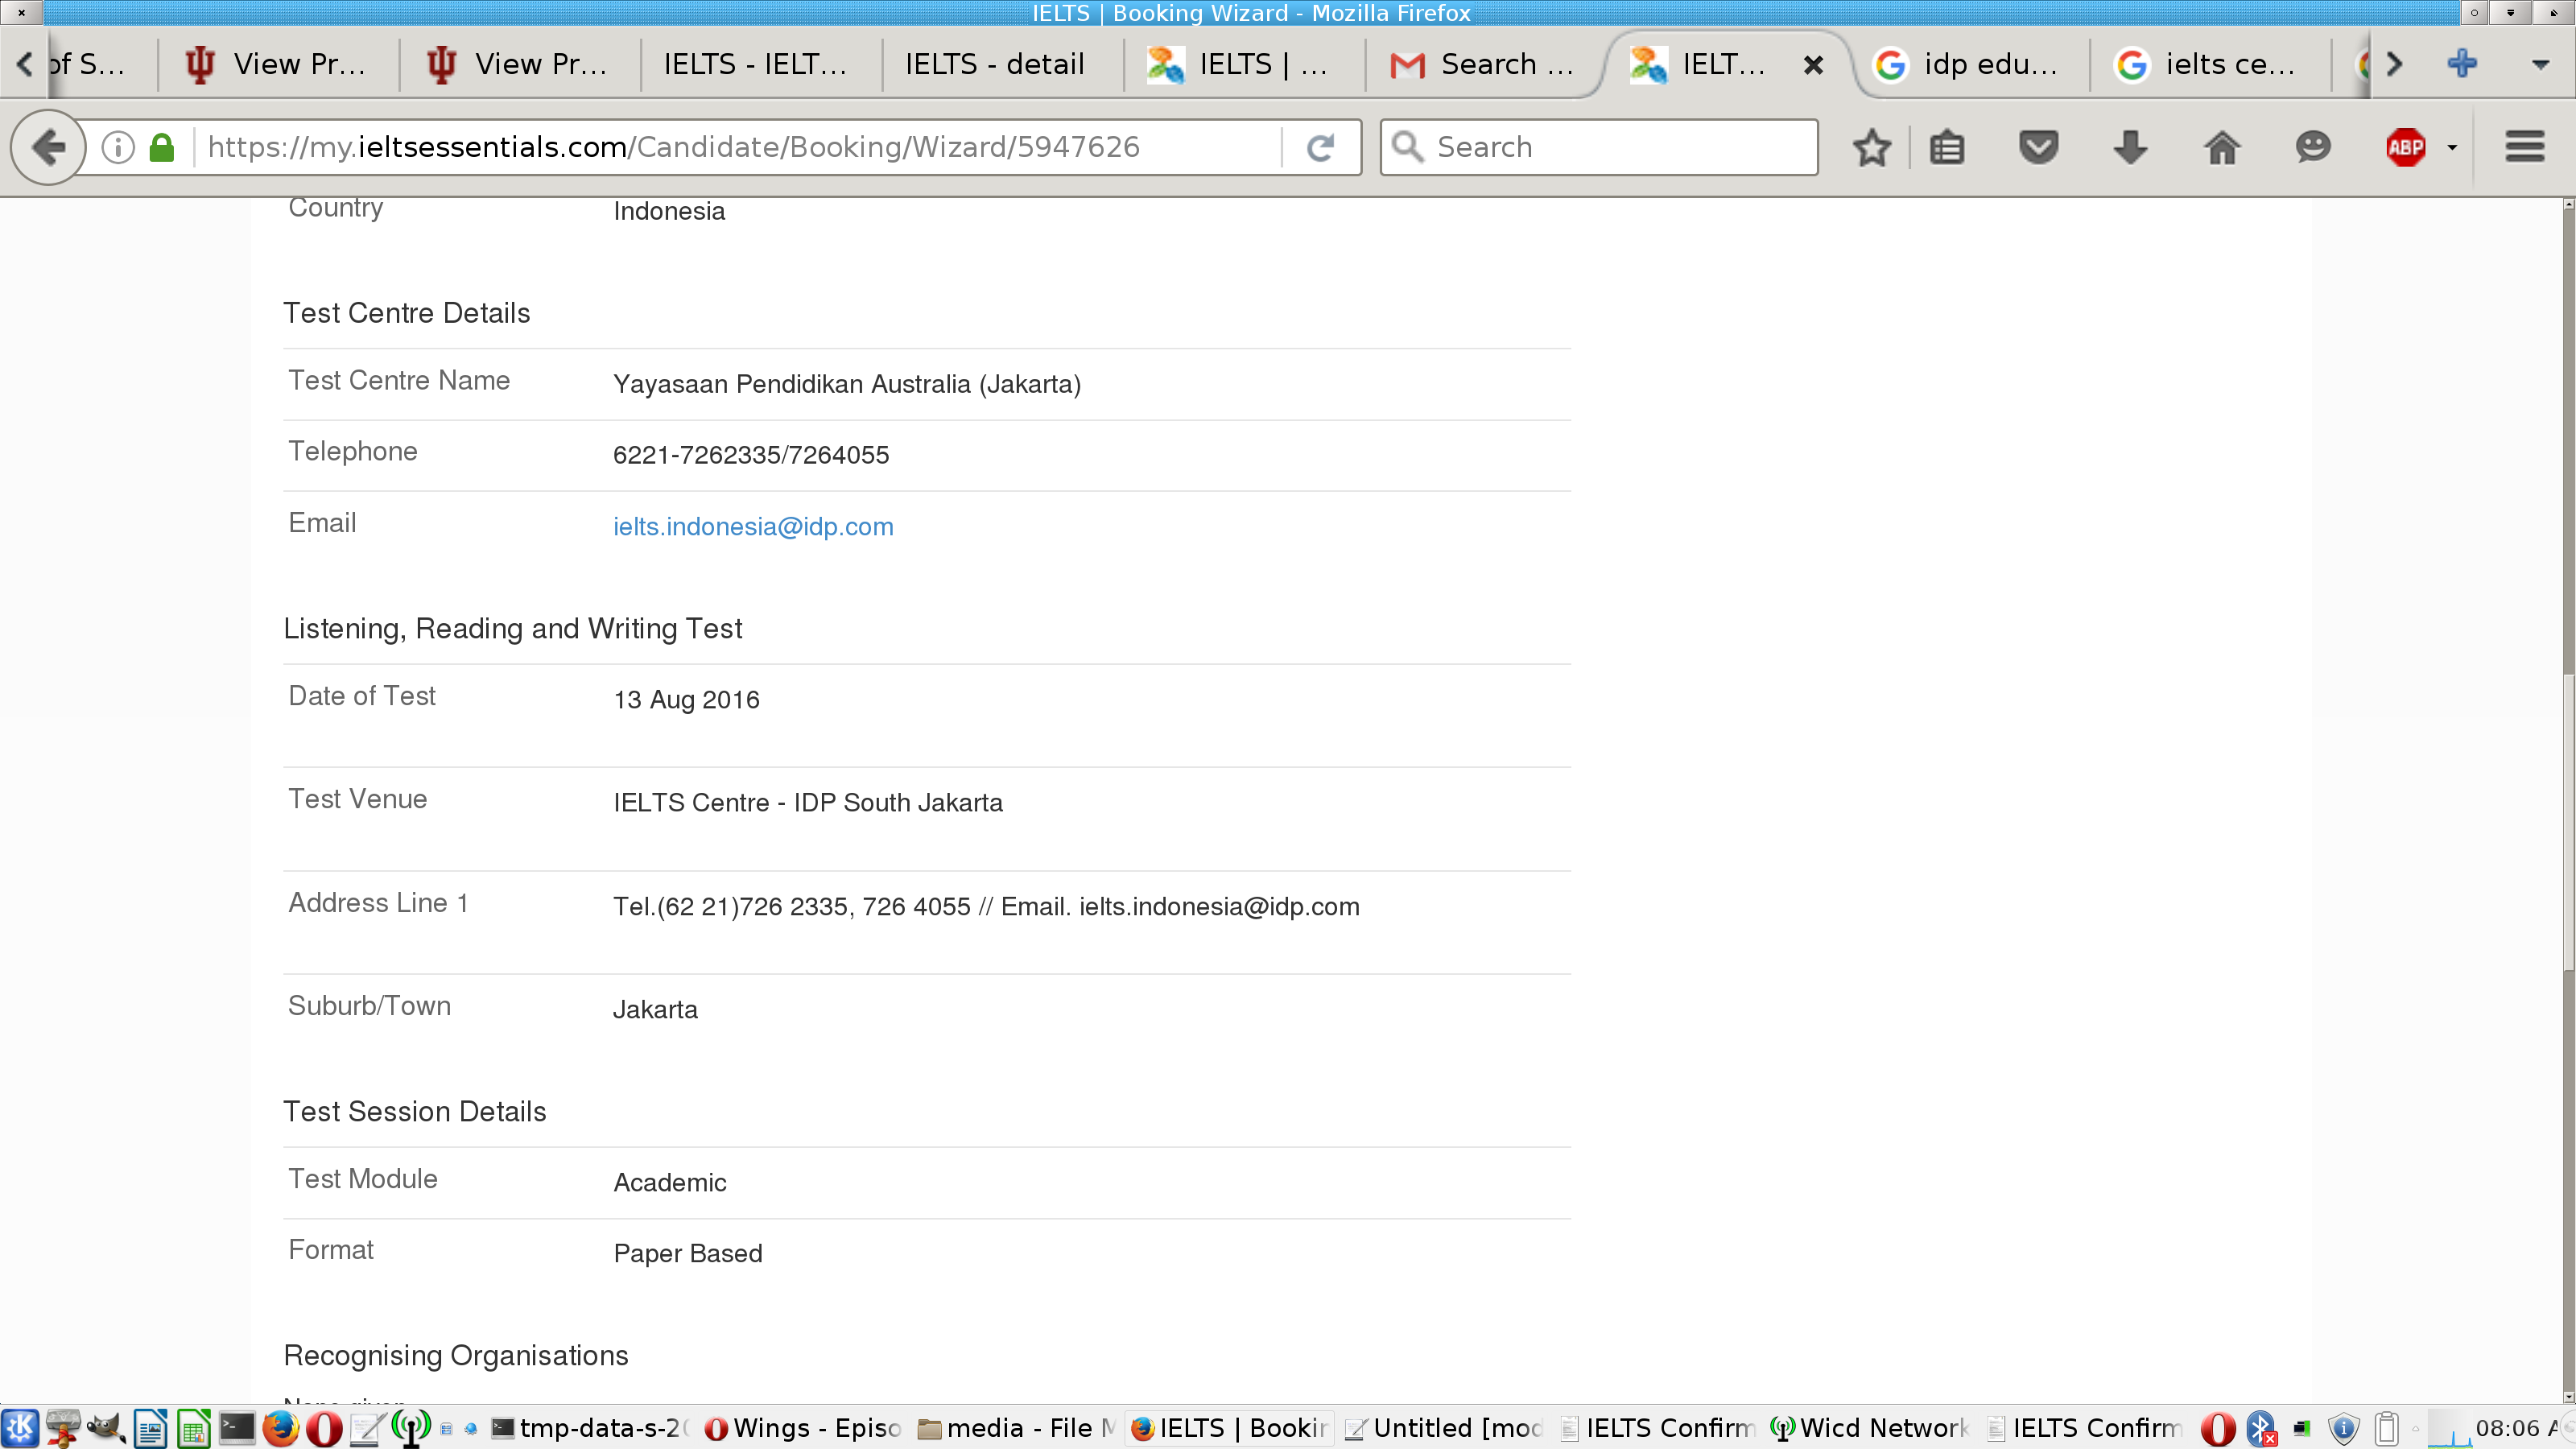 IELTS | Booking Wizard - Mozilla Firefox
of S... View Pr... View Pr... IELTS - IELT... IELTS - detail IELTS | ... Search ... IELT... idp edu... ielts ce...
https://my.ieltsessentials.com/Candidate/Booking/Wizard/5947626 Search ABP
Country Indonesia
Test Centre Details
Test Centre Name Yayasaan Pendidikan Australia (Jakarta)
Telephone 6221-7262335/7264055
Email ielts.indonesia@idp.com
Listening, Reading and Writing Test
Date of Test 13 Aug 2016
Test Venue IELTS Centre - IDP South Jakarta
Address Line 1 Tel.(62 21)726 2335, 726 4055 // Email. ielts.indonesia@idp.com
Suburb/Town Jakarta
Test Session Details
Test Module Academic
Format Paper Based
Recognising Organisations
tmp-data-s-20 Wings - Episo media - File M IELTS | Bookin Untitled [mod IELTS Confirm Wicd Network IELTS Confirm 08:06 A